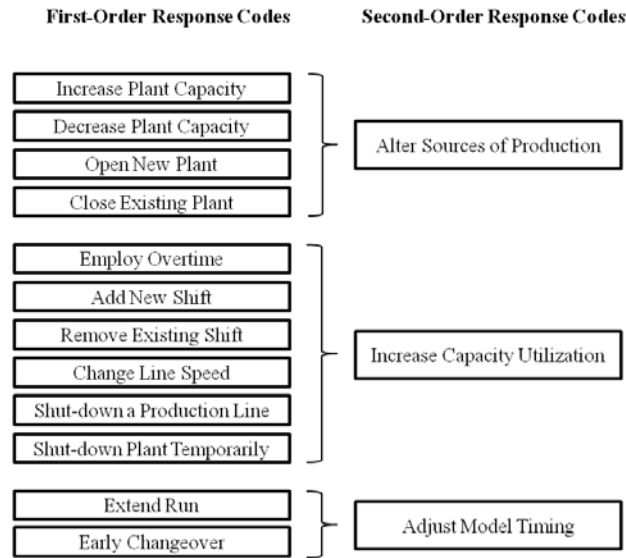 First-Order Response Codes
Second-Order Response Codes
Increase Plant Capacity
Decrease Plant Capacity
Open New Plant
Close Existing Plant
Alter Sources of Production
Employ Overtime
Add New Shift
Remove Existing Shift
Change Line Speed
Shut-down a Production Line
Shut-down Plant Temporarily
Increase Capacity Utilization
Extend Run
Early Changeover
Adjust Model Timing